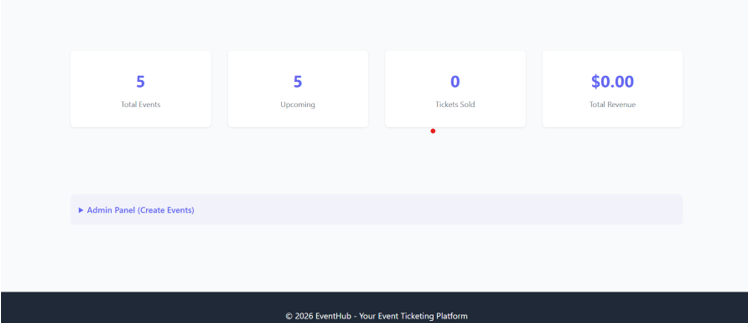 5
Total Events
5
Upcoming
0
Tickets Sold
$0.00
Total Revenue
▶ Admin Panel (Create Events)
© 2026 EventHub - Your Event Ticketing Platform